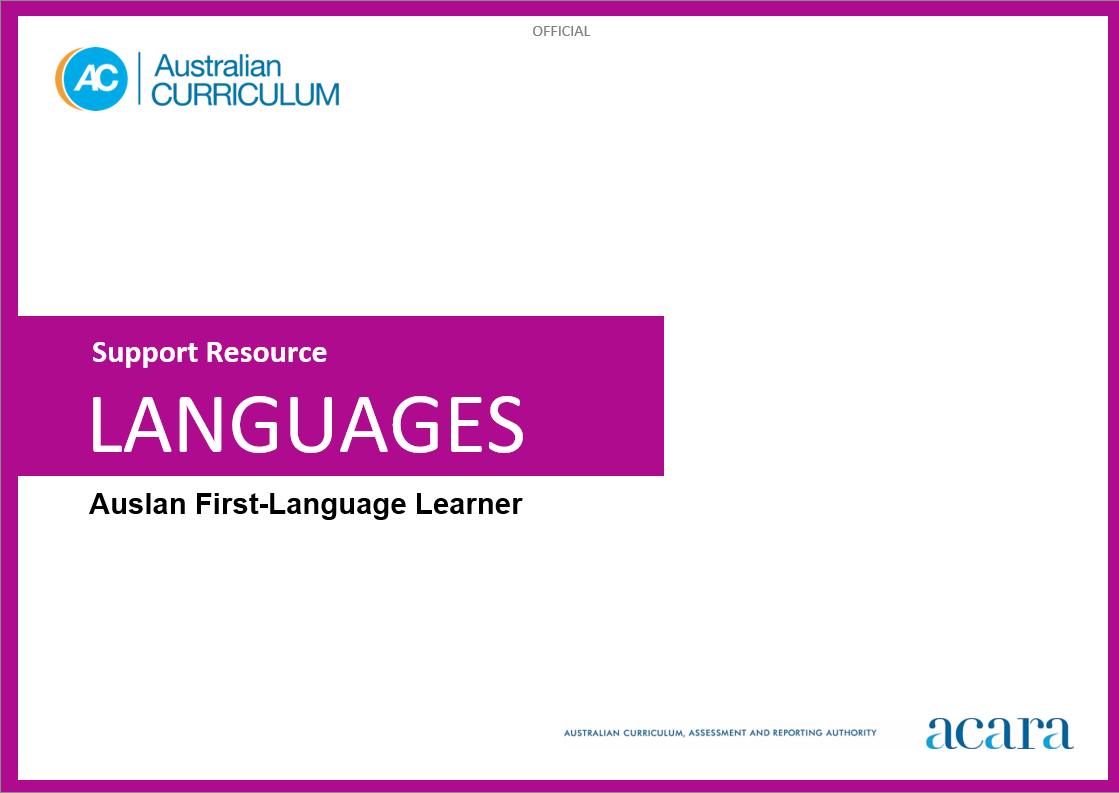 OFFICIAL
AC
Australian
CURRICULUM
Support Resource
LANGUAGES
Auslan First-Language Learner
AUSTRALIAN CURRICULUM, ASSESSMENT AND REPORTING AUTHORITY
acara